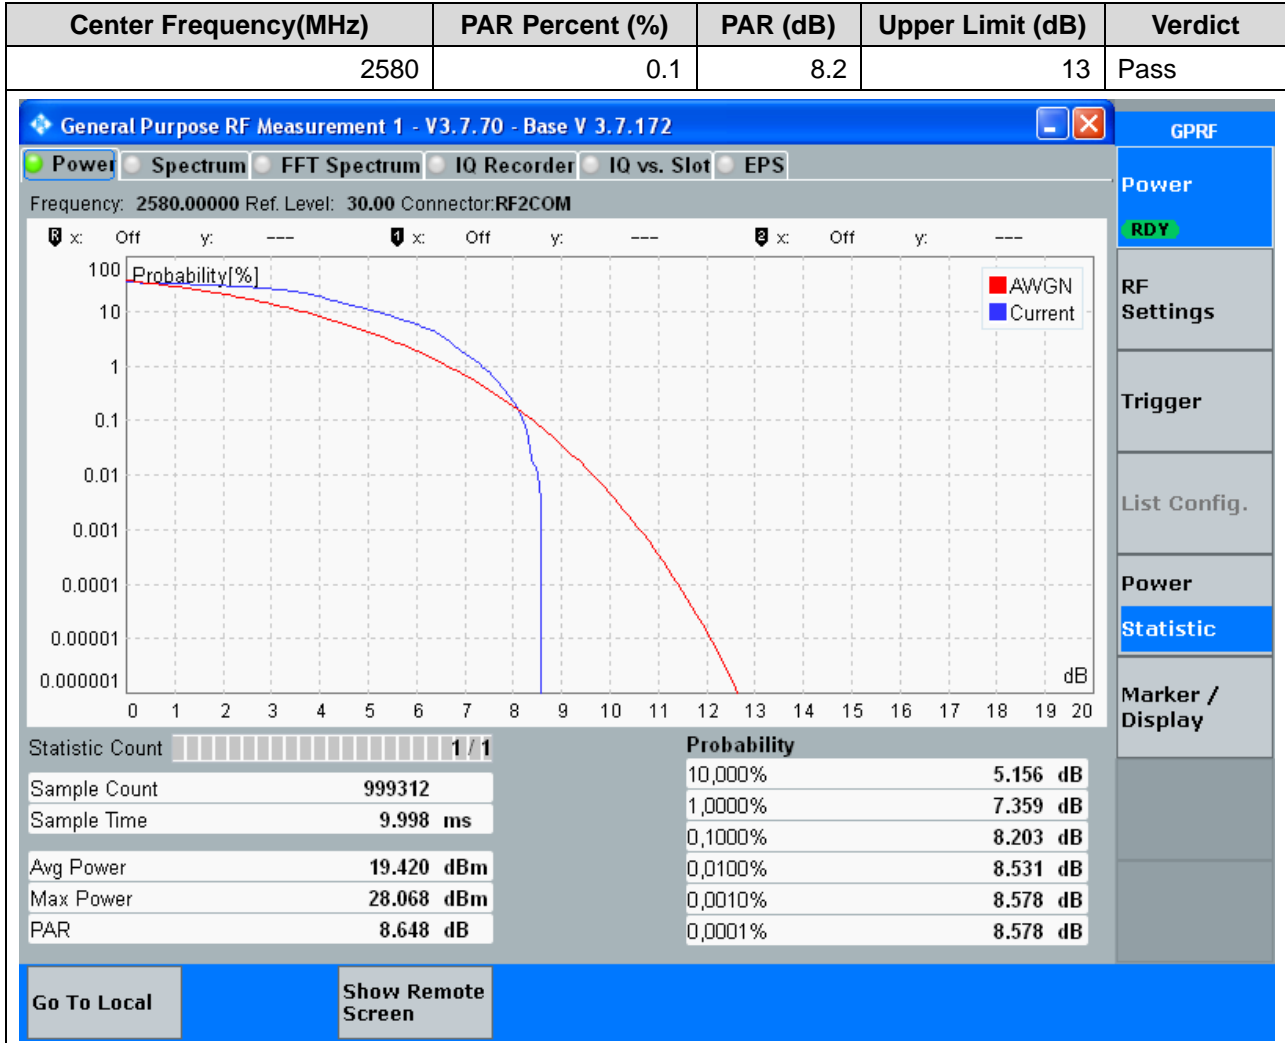 Center Frequency(MHz) PAR Percent (%) PAR (dB) Upper Limit (dB) Verdict
2580 0.1 8.2 13 Pass
General Purpose RF Measurement 1 - V3.7.70 - Base V 3.7.172
GPRF
Power Spectrum FFT Spectrum IQ Recorder IQ vs. Slot EPS
Power
RDY
Frequency: 2580.00000 Ref. Level: 30.00 Connector:RF2COM
R x: Off y: --- 1 x: Off y: --- 2 x: Off y: ---
Probability[%]
100
10
1
0.1
0.01
0.001
0.0001
0.00001
0.000001
AWGN
Current
dB
0 1 2 3 4 5 6 7 8 9 10 11 12 13 14 15 16 17 18 19 20
RF
Settings
Trigger
List Config.
Power
Statistic
Marker /
Display
Statistic Count 1 / 1
Sample Count 999312
Sample Time 9.998 ms
Avg Power 19.420 dBm
Max Power 28.068 dBm
PAR 8.648 dB
Probability
10,000% 5.156 dB
1,0000% 7.359 dB
0,1000% 8.203 dB
0,0100% 8.531 dB
0,0010% 8.578 dB
0,0001% 8.578 dB
Go To Local
Show Remote
Screen